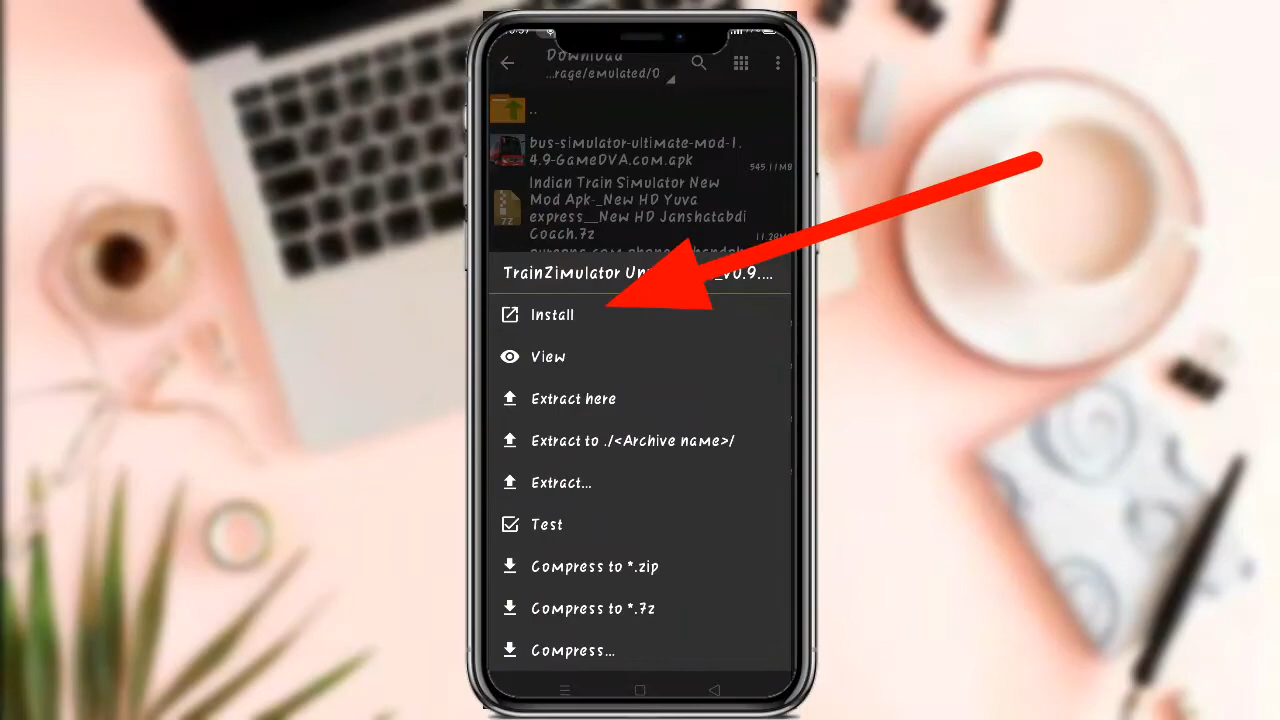 Download
...rage/emulated/0
..
bus-simulator-ultimate-mod-1.
4.9-GameDVA.com.apk
545.11MB
Indian Train Simulator New
Mod Apk-_New HD Yuva
express__New HD Janshatabdi
Coach.7z
TrainZimulator
Install
View
Extract here
Extract to ./<Archive name>/
Extract...
Test
Compress to *.zip
Compress to *.7z
Compress...
7Z